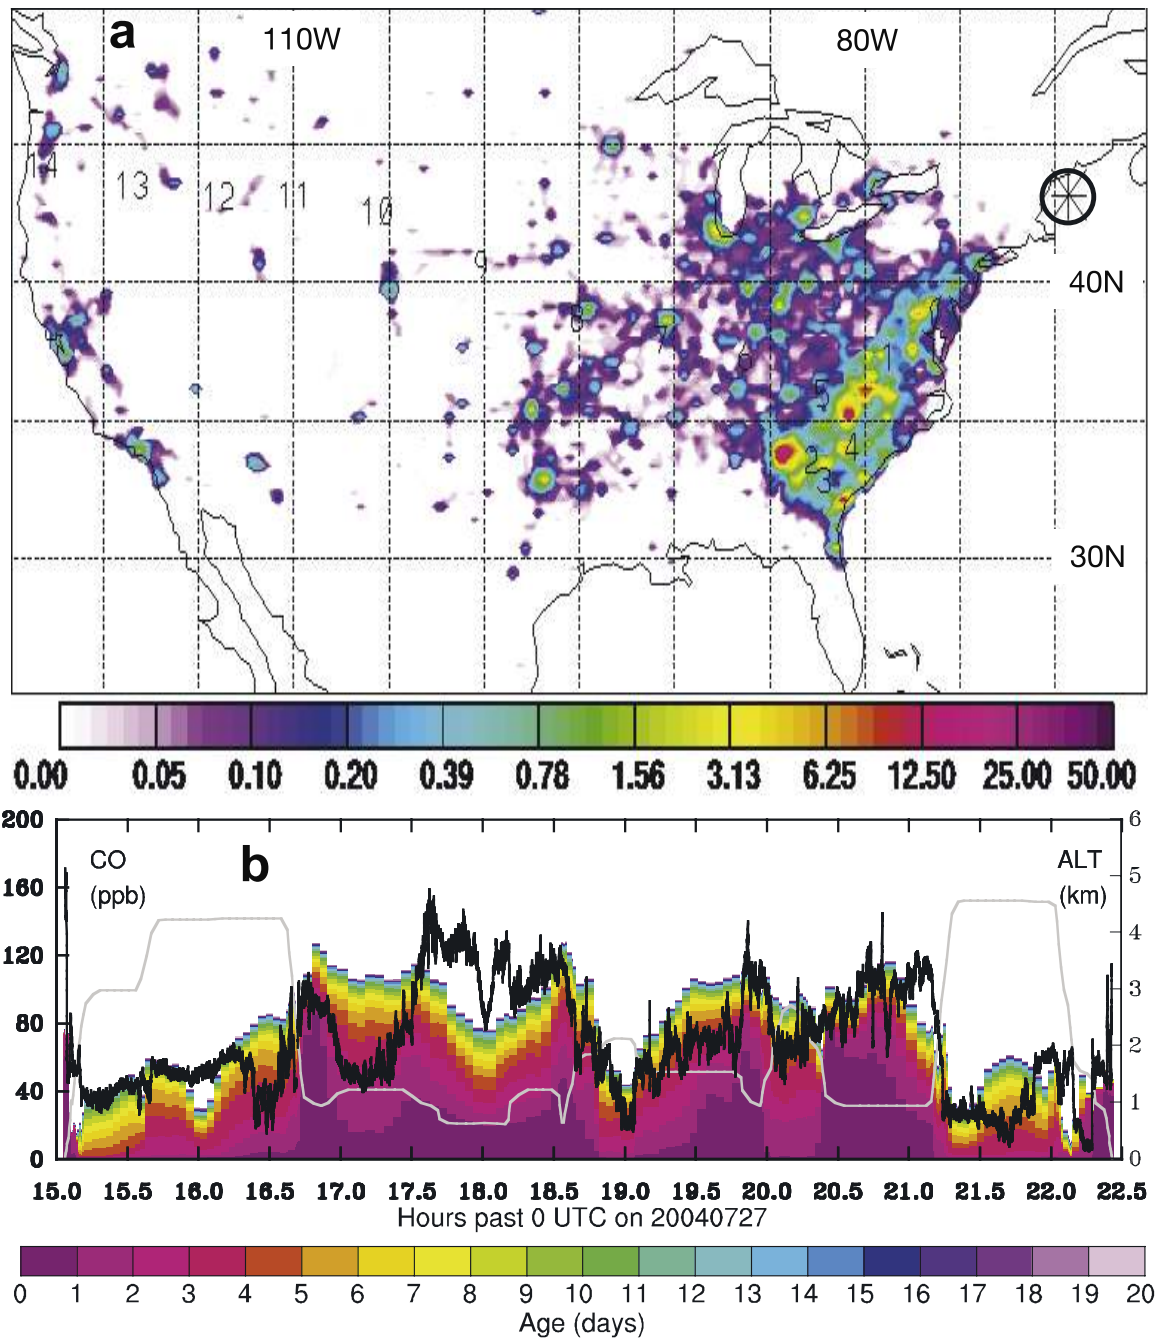 a 110W 80W
14 13 12 11 10
9
40N
8 7 6
1
5
2 4
3
30N
0.00 0.05 0.10 0.20 0.39 0.78 1.56 3.13 6.25 12.50 25.00 50.00
200 6
CO b ALT
(ppb) (km)
160 5
120 4
3
80
2
40
1
0 0
15.0 15.5 16.0 16.5 17.0 17.5 18.0 18.5 19.0 19.5 20.0 20.5 21.0 21.5 22.0 22.5
Hours past 0 UTC on 20040727
0 1 2 3 4 5 6 7 8 9 10 11 12 13 14 15 16 17 18 19 20
Age (days)